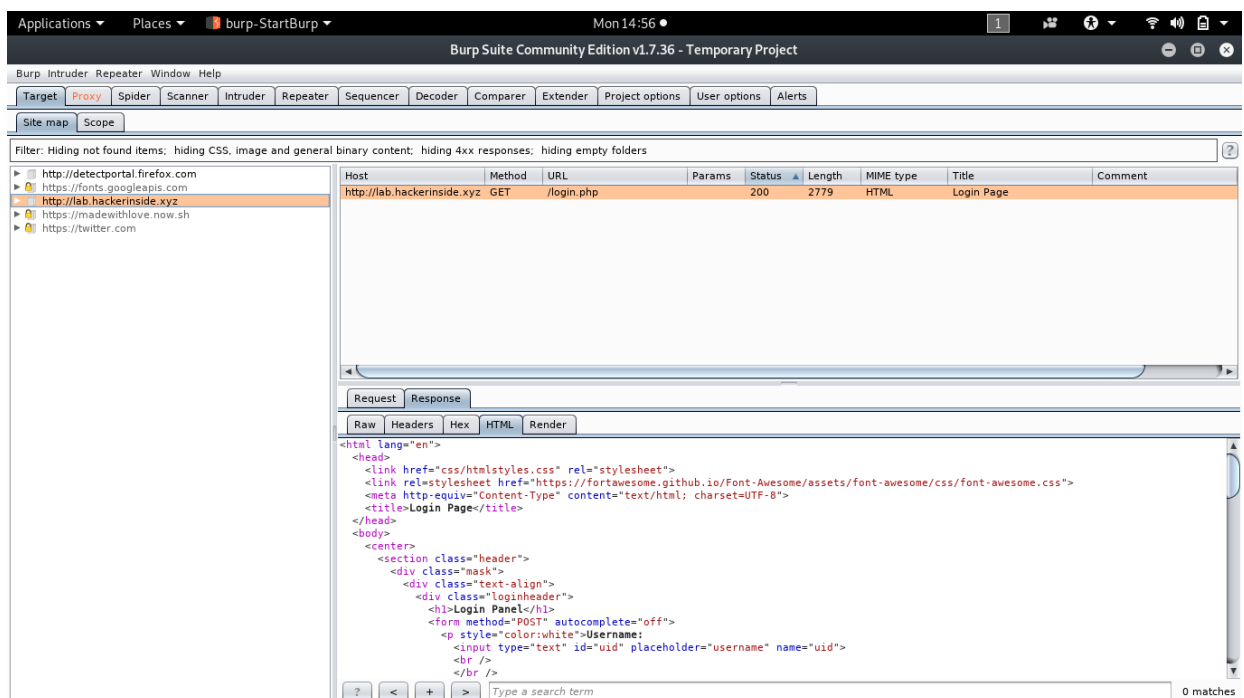 Applications Places burp-StartBurp Mon 14:56 1
Burp Suite Community Edition v1.7.36 - Temporary Project
Burp Intruder Repeater Window Help
Target Proxy Spider Scanner Intruder Repeater Sequencer Decoder Comparer Extender Project options User options Alerts
Site map Scope
Filter: Hiding not found items; hiding CSS, image and general binary content; hiding 4xx responses; hiding empty folders ?
http://detectportal.firefox.com
https://fonts.googleapis.com
http://lab.hackerinside.xyz
https://madewithlove.now.sh
https://twitter.com
Host Method URL Params Status Length MIME type Title Comment
http://lab.hackerinside.xyz GET /login.php 200 2779 HTML Login Page
Request Response
Raw Headers Hex HTML Render
<html lang="en">
<head>
<link href="css/htmlstyles.css" rel="stylesheet">
<link rel=stylesheet href="https://fortawesome.github.io/Font-Awesome/assets/font-awesome/css/font-awesome.css">
<meta http-equiv="Content-Type" content="text/html; charset=UTF-8">
<title>Login Page</title>
</head>
<body>
<center>
<section class="header">
<div class="mask">
<div class="text-align">
<div class="loginheader">
<h1>Login Panel</h1>
<form method="POST" autocomplete="off">
<p style="color:white">Username:
<input type="text" id="uid" placeholder="username" name="uid">
<br />
</br />
? < + > Type a search term 0 matches